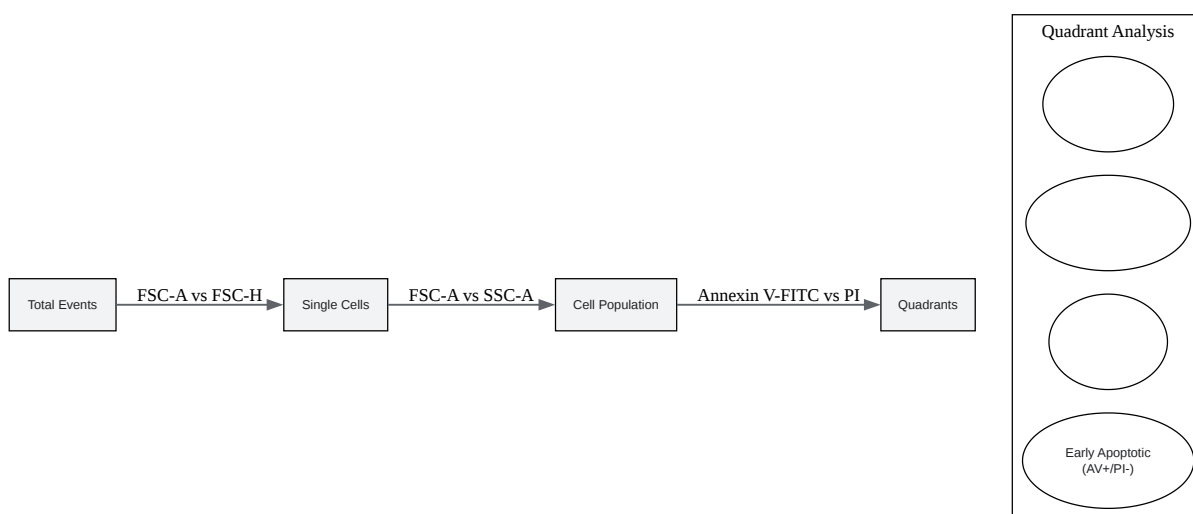 Quadrant Analysis
Total Events
FSC-A vs FSC-H
Single Cells
FSC-A vs SSC-A
Cell Population
Annexin V-FITC vs PI
Quadrants
Early Apoptotic
(AV+/PI-)